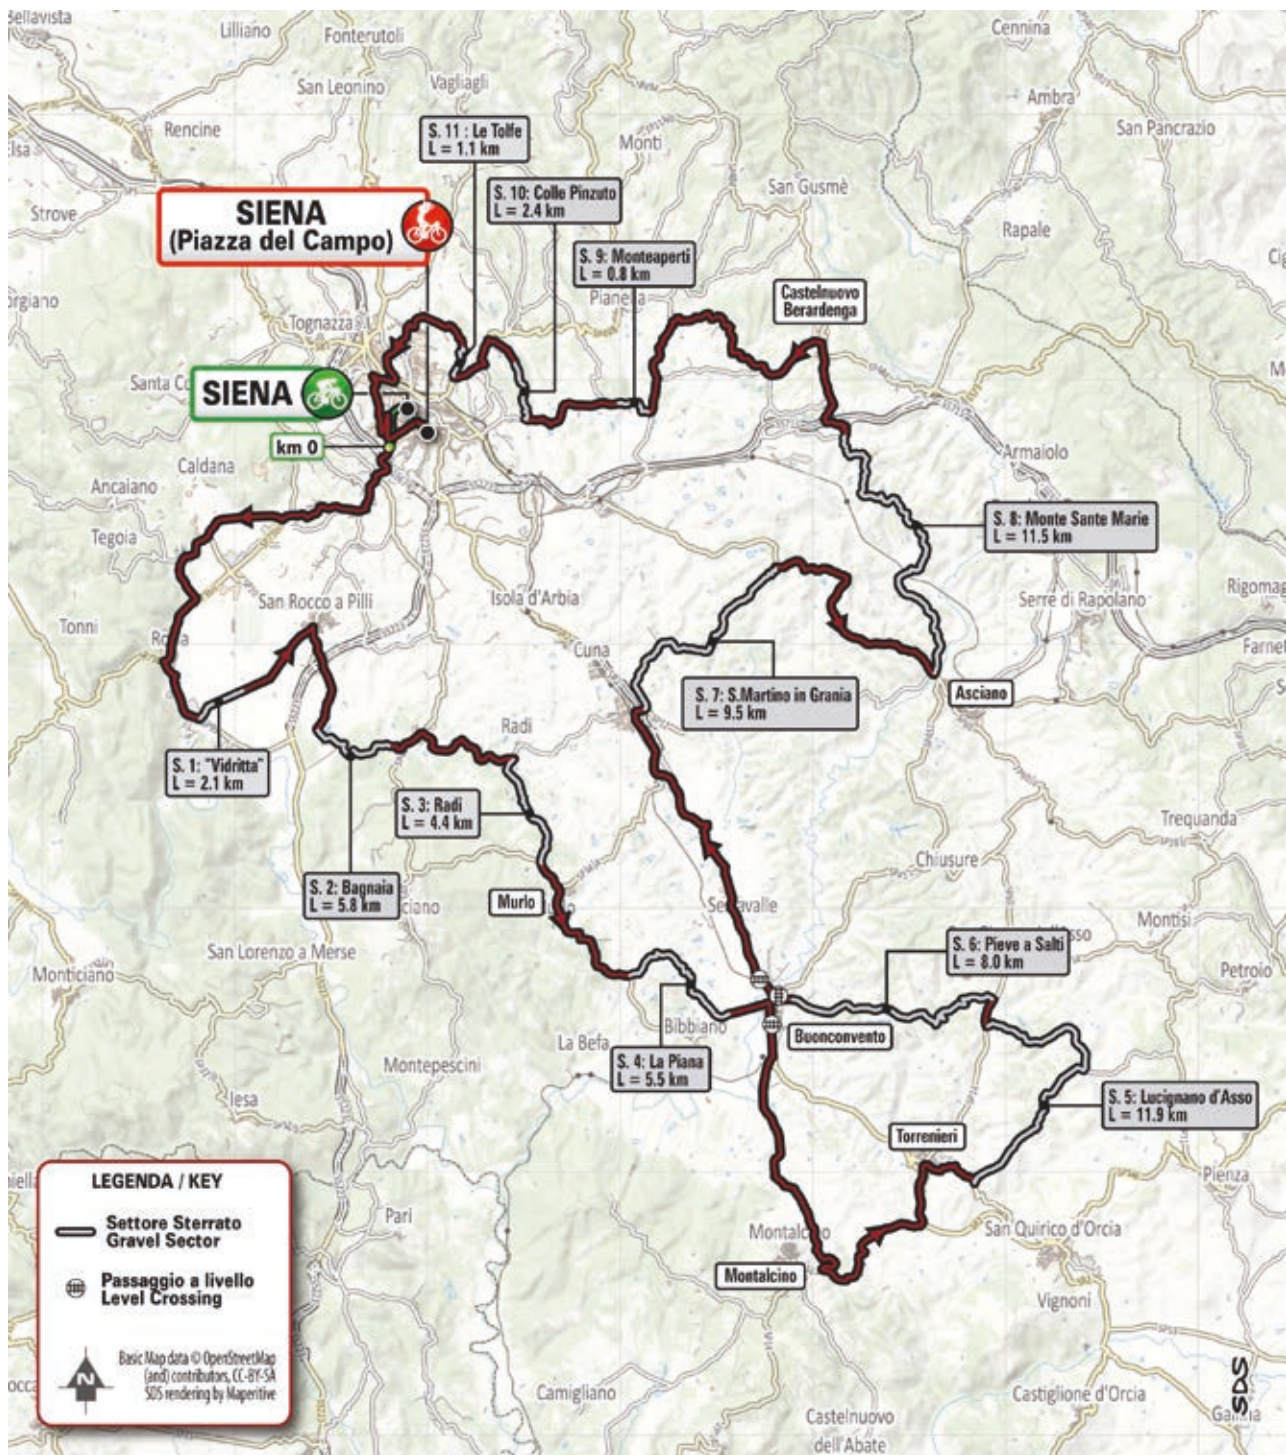 Bellavista
Lilliano
Fonterutoli
Cennina
San Leonino
Vagliagli
Ambra
Rencine
San Pancrazio
S. 11 : Le Tolfe
L = 1.1 km
Monti
S. 10: Colle Pinzuto
L = 2.4 km
San Gusmè
Strove
SIENA
(Piazza del Campo)
Rapale
S. 9: Monteaperti
L = 0.8 km
Castelnuovo
Berardenga
Tognazza
SIENA
km 0
Caldana
Armaiolo
Ancaiano
Tegoia
S. 8: Monte Sante Marie
L = 11.5 km
San Rocco a Pilli
Isola d'Arbia
Serre di Rapolano
Tonni
Cuna
S. 7: S.Martino in Grania
L = 9.5 km
Asciano
Radi
S. 1: "Vidritta"
L = 2.1 km
S. 3: Radi
L = 4.4 km
Trequanda
Chiusure
S. 2: Bagnaia
L = 5.8 km
Murlo
Montisi
San Lorenzo a Merse
S. 6: Pieve a Salti
L = 8.0 km
Monticiano
Petroio
Buonconvento
La Befa
Bibbiano
S. 4: La Piana
L = 5.5 km
Montepescini
Iesa
S. 5: Lucignano d'Asso
L = 11.9 km
Torrenieri
Pienza
LEGENDA / KEY
Settore Sterrato
Gravel Sector
Passaggio a livello
Level Crossing
N
Basic Map data © OpenStreetMap
(and) contributors, CC-BY-SA
SDS rendering by Maperitive
Pari
San Quirico d'Orcia
Montalcino
Vignoni
Camigliano
Castiglione d'Orcia
Castelnuovo
dell'Abate
SDS